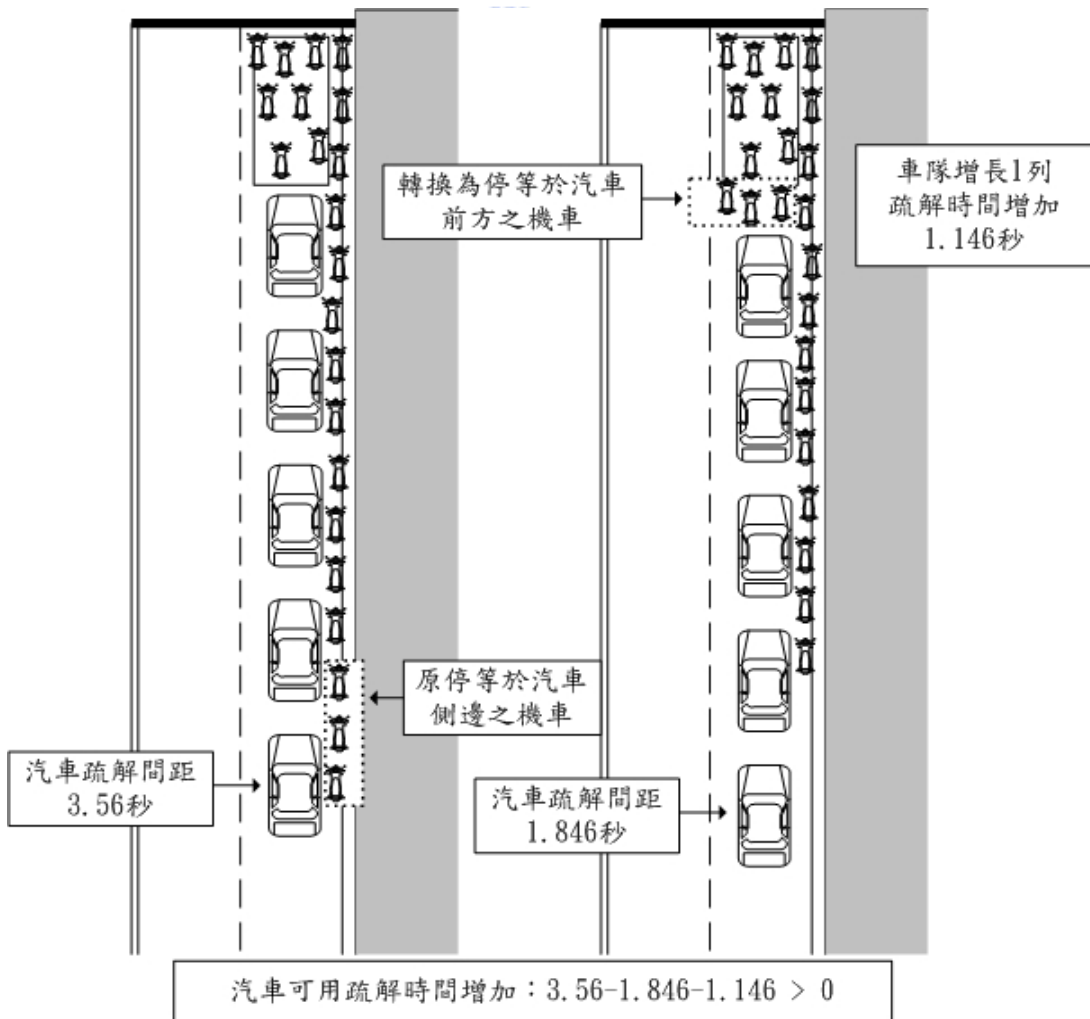 轉換為停等於汽車
前方之機車
車隊增長1列
疏解時間增加
1.146秒
原停等於汽車
側邊之機車
汽車疏解間距
3.56秒
汽車疏解間距
1.846秒
汽車可用疏解時間增加：3.56-1.846-1.146 > 0